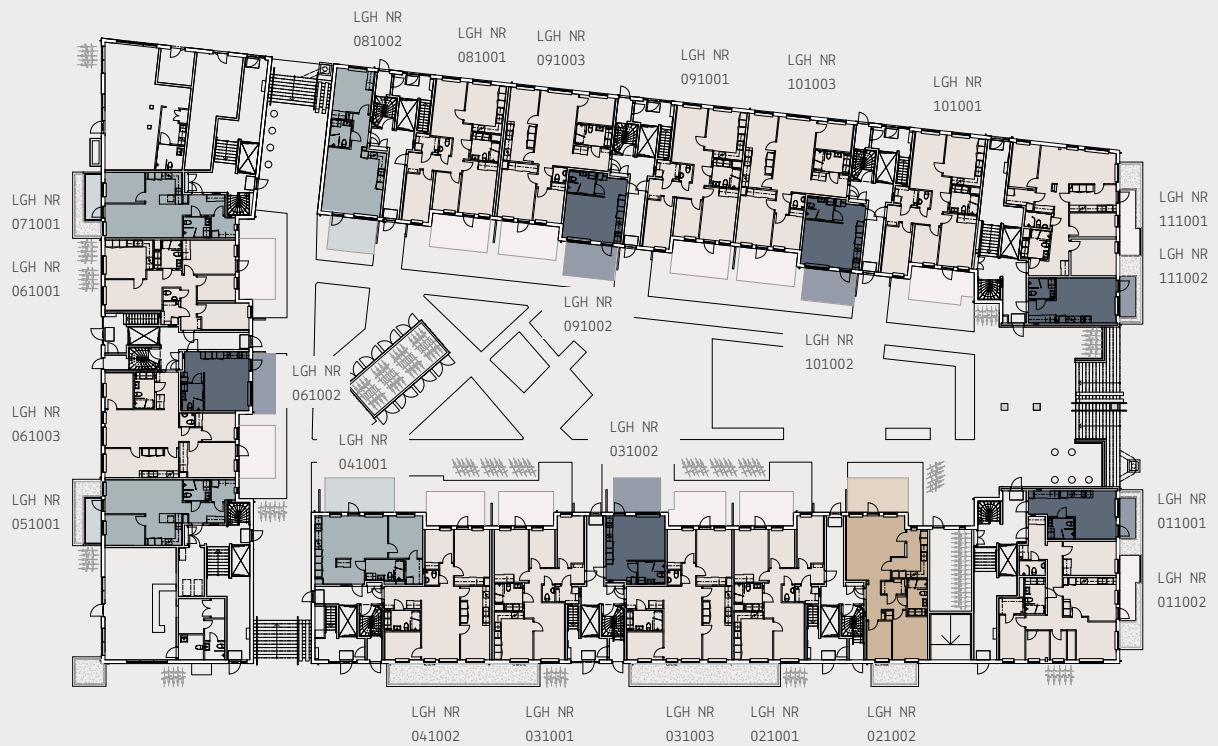 LGH NR
081002
LGH NR
081001
LGH NR
091003
LGH NR
091001
LGH NR
101003
LGH NR
101001
LGH NR
071001
LGH NR
111001
LGH NR
061001
LGH NR
111002
LGH NR
091002
LGH NR
101002
LGH NR
061002
LGH NR
061003
LGH NR
041001
LGH NR
031002
LGH NR
051001
LGH NR
011001
LGH NR
011002
LGH NR
041002
LGH NR
031001
LGH NR
031003
LGH NR
021001
LGH NR
021002